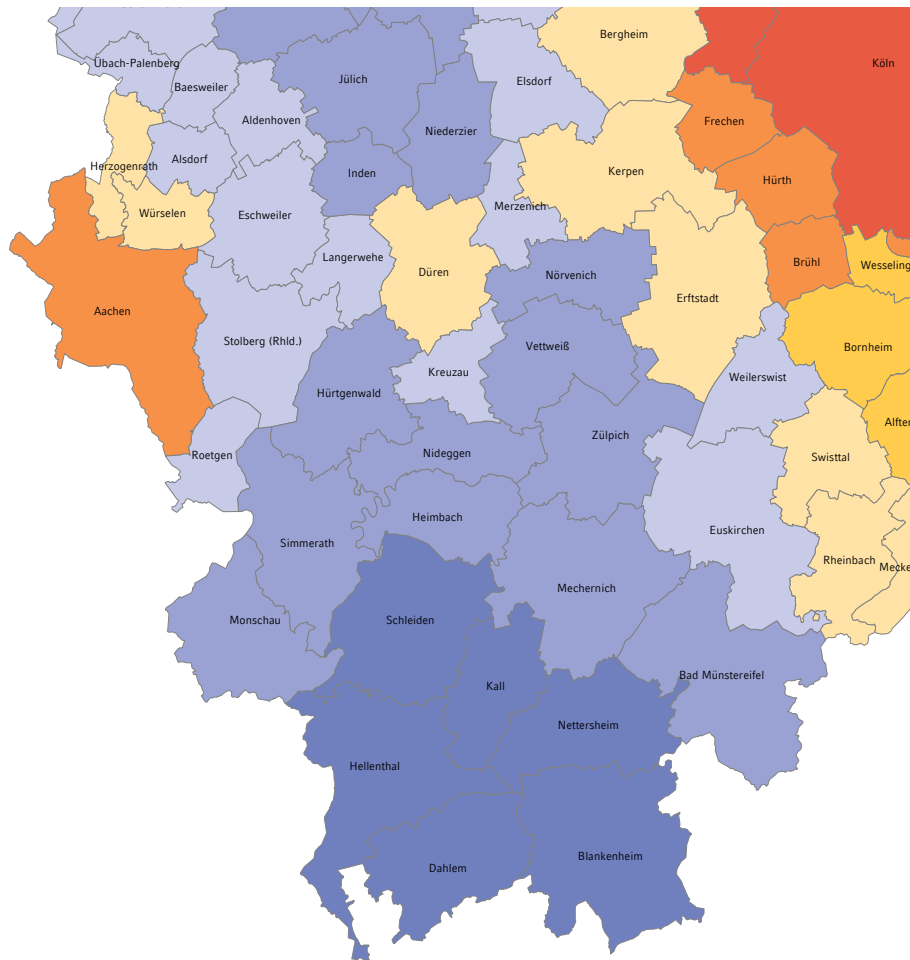 Bergheim
Köln
Übach-Palenberg
Jülich
Elsdorf
Baesweiler
Aldenhoven
Frechen
Niederzier
Alsdorf
Herzogenrath
Inden
Kerpen
Hürth
Würselen
Eschweiler
Merzenich
Langerwehe
Düren
Nörvenich
Brühl
Wesseling
Erftstadt
Aachen
Stolberg (Rhld.)
Vettweiß
Bornheim
Kreuzau
Weilerswist
Hürtgenwald
Zülpich
Alfter
Roetgen
Nideggen
Swisttal
Heimbach
Euskirchen
Simmerath
Rheinbach
Mecke
Mechernich
Monschau
Schleiden
Bad Münstereifel
Kall
Nettersheim
Hellenthal
Blankenheim
Dahlem